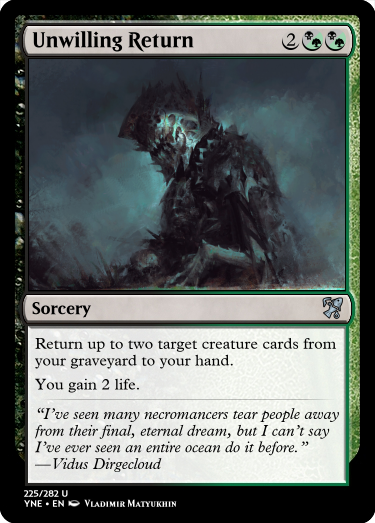 Unwilling Return 2
Sorcery
Return up to two target creature cards from
your graveyard to your hand.
You gain 2 life.
"I've seen many necromancers tear people away
from their final, eternal dream, but I can't say
I've ever seen an entire ocean do it before."
—Vidus Dirgecloud
225/282 U
YNE • EN Vladimir Matyukhin